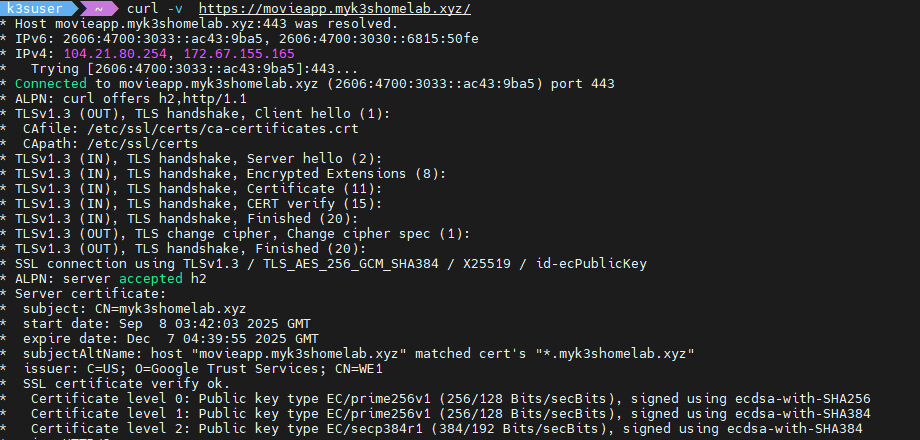 k3suser ~ curl -v https://movieapp.myk3shomelab.xyz/
* Host movieapp.myk3shomelab.xyz:443 was resolved.
* IPv6: 2606:4700:3033::ac43:9ba5, 2606:4700:3030::6815:50fe
* IPv4: 104.21.80.254, 172.67.155.165
*   Trying [2606:4700:3033::ac43:9ba5]:443...
* Connected to movieapp.myk3shomelab.xyz (2606:4700:3033::ac43:9ba5) port 443
* ALPN: curl offers h2,http/1.1
* TLSv1.3 (OUT), TLS handshake, Client hello (1):
*  CAfile: /etc/ssl/certs/ca-certificates.crt
*  CApath: /etc/ssl/certs
* TLSv1.3 (IN), TLS handshake, Server hello (2):
* TLSv1.3 (IN), TLS handshake, Encrypted Extensions (8):
* TLSv1.3 (IN), TLS handshake, Certificate (11):
* TLSv1.3 (IN), TLS handshake, CERT verify (15):
* TLSv1.3 (IN), TLS handshake, Finished (20):
* TLSv1.3 (OUT), TLS change cipher, Change cipher spec (1):
* TLSv1.3 (OUT), TLS handshake, Finished (20):
* SSL connection using TLSv1.3 / TLS_AES_256_GCM_SHA384 / X25519 / id-ecPublicKey
* ALPN: server accepted h2
* Server certificate:
*  subject: CN=myk3shomelab.xyz
*  start date: Sep  8 03:42:03 2025 GMT
*  expire date: Dec  7 04:39:55 2025 GMT
*  subjectAltName: host "movieapp.myk3shomelab.xyz" matched cert's "*.myk3shomelab.xyz"
*  issuer: C=US; O=Google Trust Services; CN=WE1
*  SSL certificate verify ok.
*   Certificate level 0: Public key type EC/prime256v1 (256/128 Bits/secBits), signed using ecdsa-with-SHA256
*   Certificate level 1: Public key type EC/prime256v1 (256/128 Bits/secBits), signed using ecdsa-with-SHA384
*   Certificate level 2: Public key type EC/secp384r1 (384/192 Bits/secBits), signed using ecdsa-with-SHA384